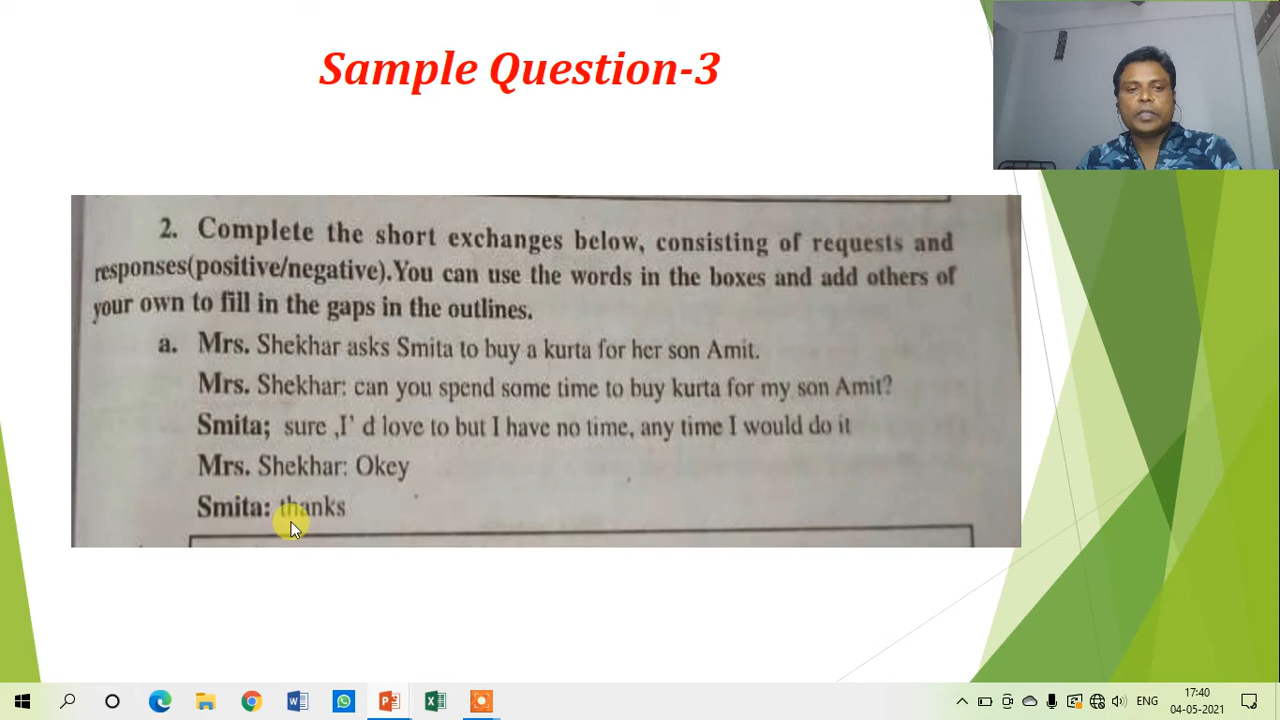 Sample Question-3
2. Complete the short exchanges below, consisting of requests and
responses(positive/negative).You can use the words in the boxes and add others of
your own to fill in the gaps in the outlines.
a. Mrs. Shekhar asks Smita to buy a kurta for her son Amit.
Mrs. Shekhar: can you spend some time to buy kurta for my son Amit?
Smita; sure ,I' d love to but I have no time, any time I would do it
Mrs. Shekhar: Okey
Smita: thanks
ENG
17:40
04-05-2021